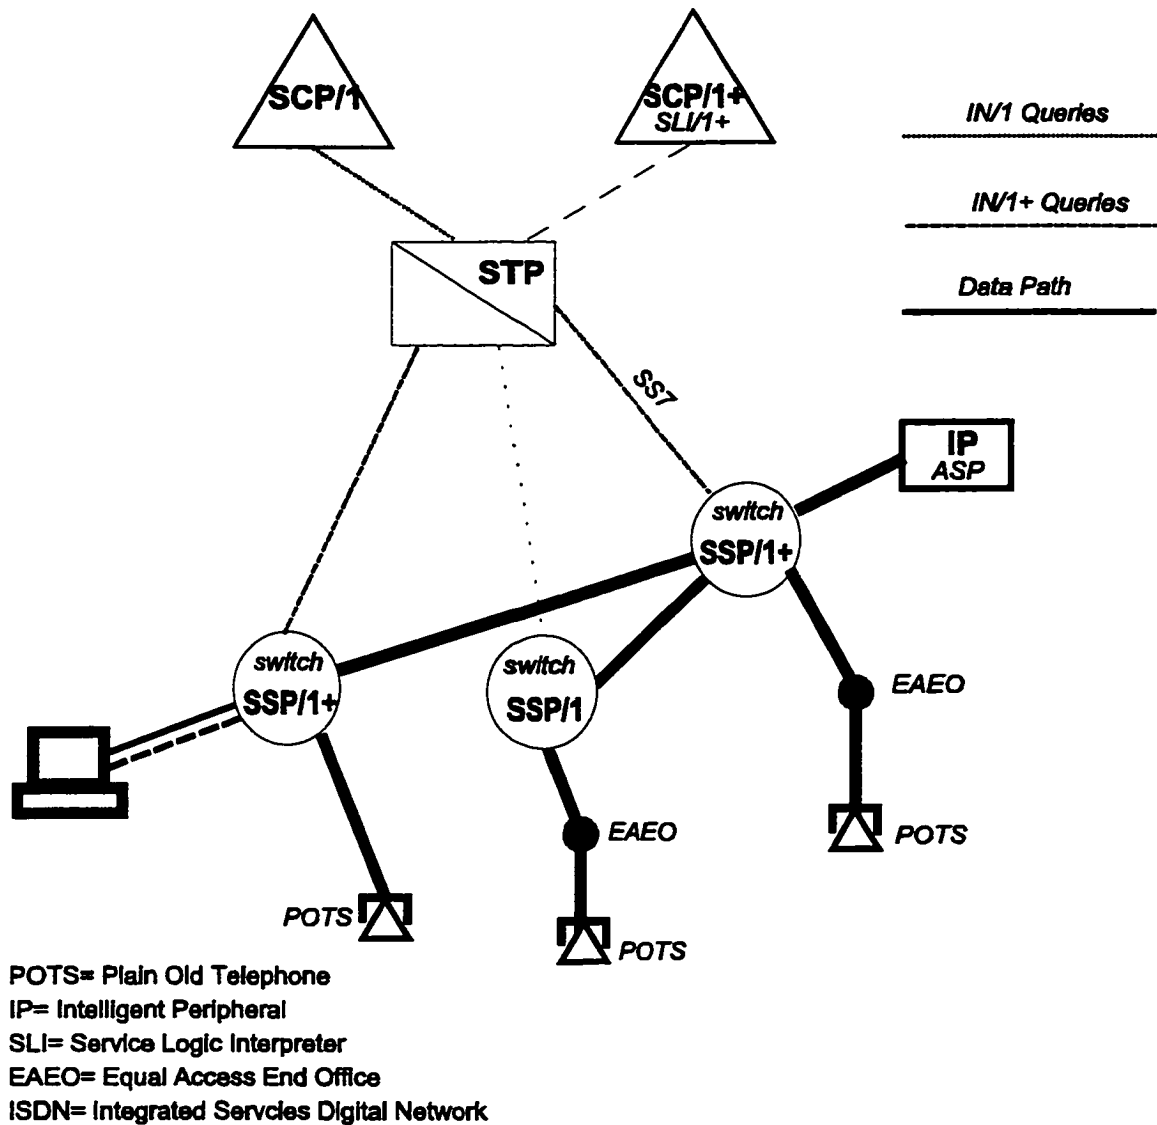 SCP/1
SCP/1+
SLI/1+
IN/1 Queries
IN/1+ Queries
STP
Data Path
SS7
IP
ASP
switch
SSP/1+
switch
SSP/1+
switch
SSP/1
EAEO
EAEO
POTS
POTS
POTS
POTS= Plain Old Telephone
IP= Intelligent Peripheral
SLI= Service Logic Interpreter
EAEO= Equal Access End Office
ISDN= Integrated Servcies Digital Network